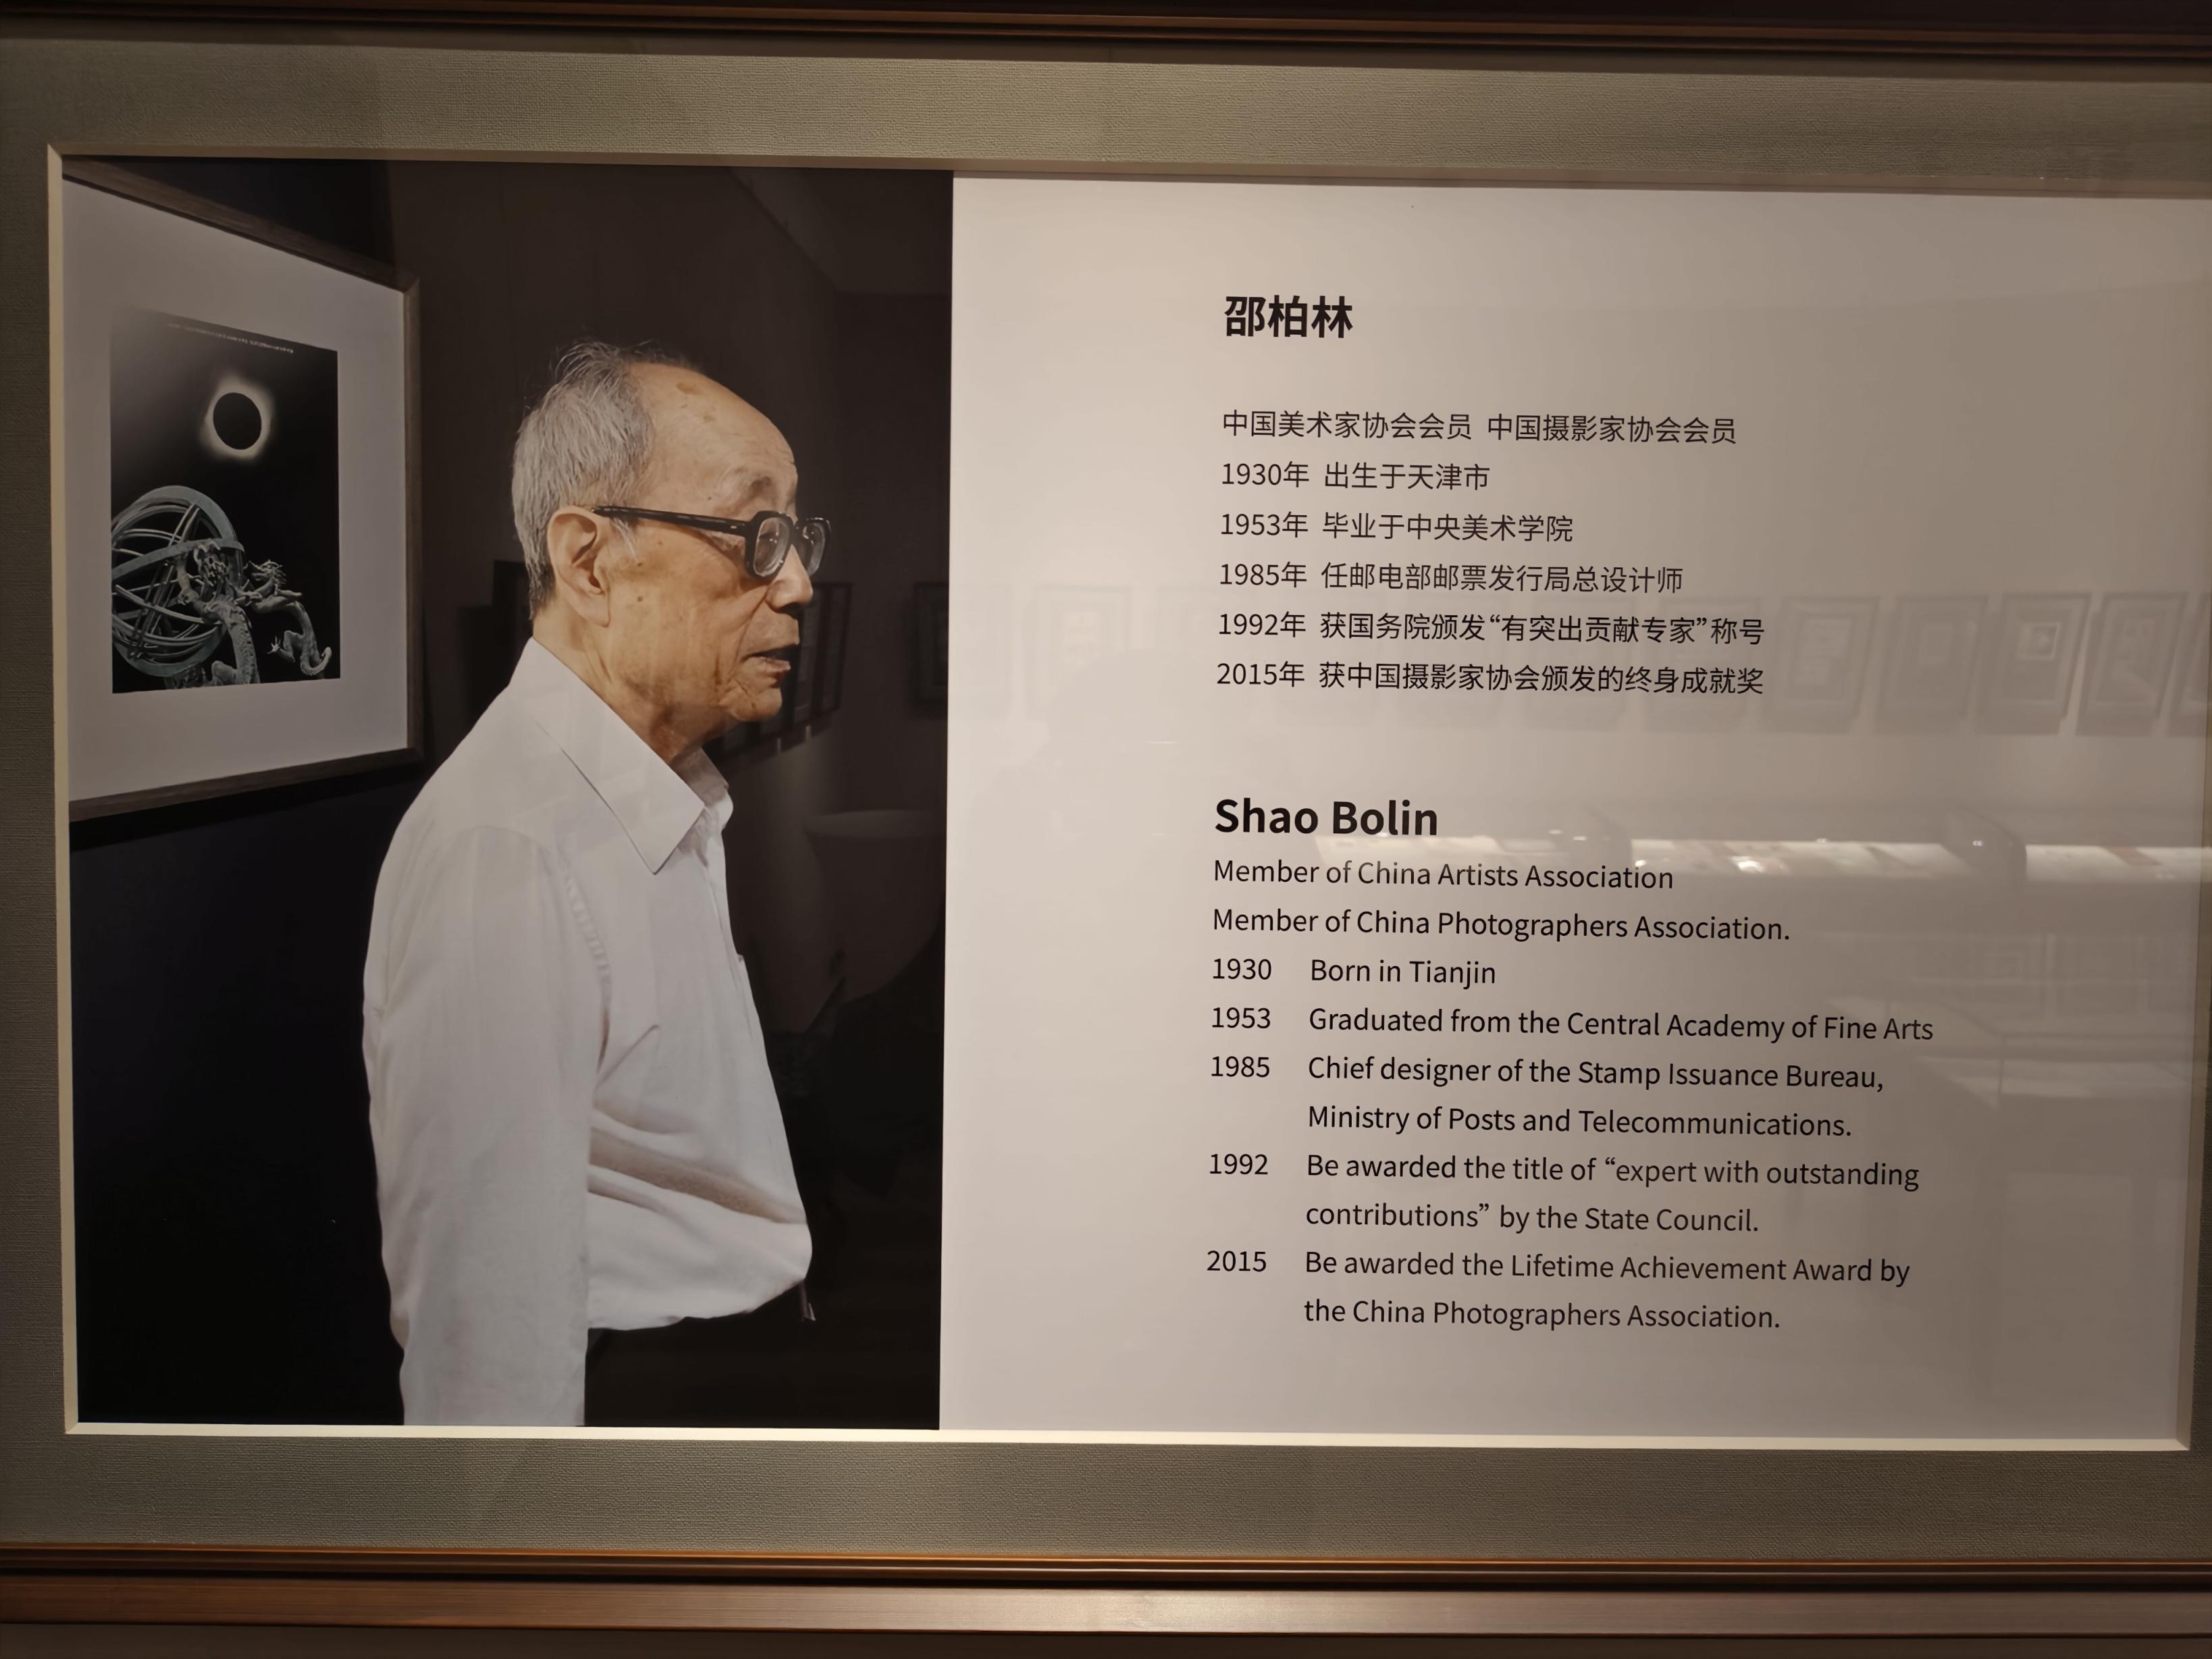 邵柏林
中国美术家协会会员 中国摄影家协会会员
1930年 出生于天津市
1953年 毕业于中央美术学院
1985年 任邮电部邮票发行局总设计师
1992年 获国务院颁发“有突出贡献专家”称号
2015年 获中国摄影家协会颁发的终身成就奖
Shao Bolin
Member of China Artists Association
Member of China Photographers Association.
1930 Born in Tianjin
1953 Graduated from the Central Academy of Fine Arts
1985 Chief designer of the Stamp Issuance Bureau,
Ministry of Posts and Telecommunications.
1992 Be awarded the title of “expert with outstanding
contributions” by the State Council.
2015 Be awarded the Lifetime Achievement Award by
the China Photographers Association.